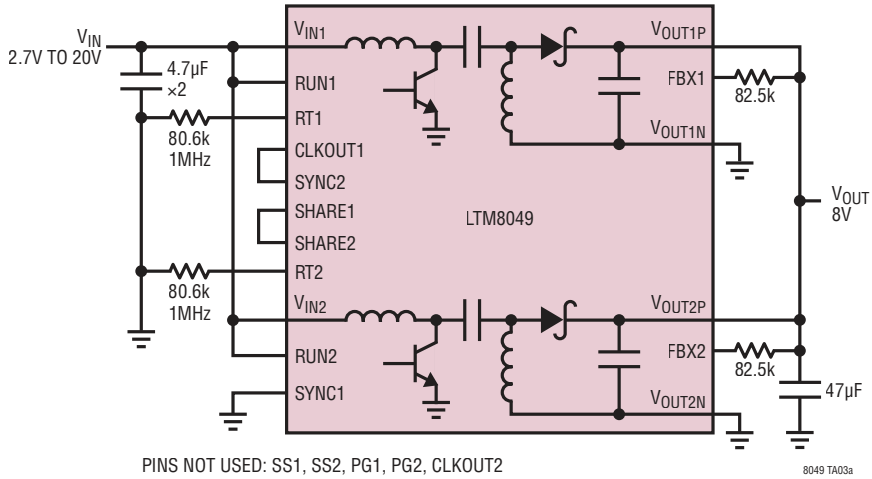 VIN
2.7V TO 20V
4.7µF
×2
80.6k
1MHz
80.6k
1MHz
VIN1
RUN1
RT1
CLKOUT1
SYNC2
SHARE1
SHARE2
RT2
VIN2
RUN2
SYNC1
LTM8049
VOUT1P
FBX1
VOUT1N
VOUT2P
FBX2
VOUT2N
82.5k
VOUT
8V
82.5k
47µF
PINS NOT USED: SS1, SS2, PG1, PG2, CLKOUT2
8049 TA03a